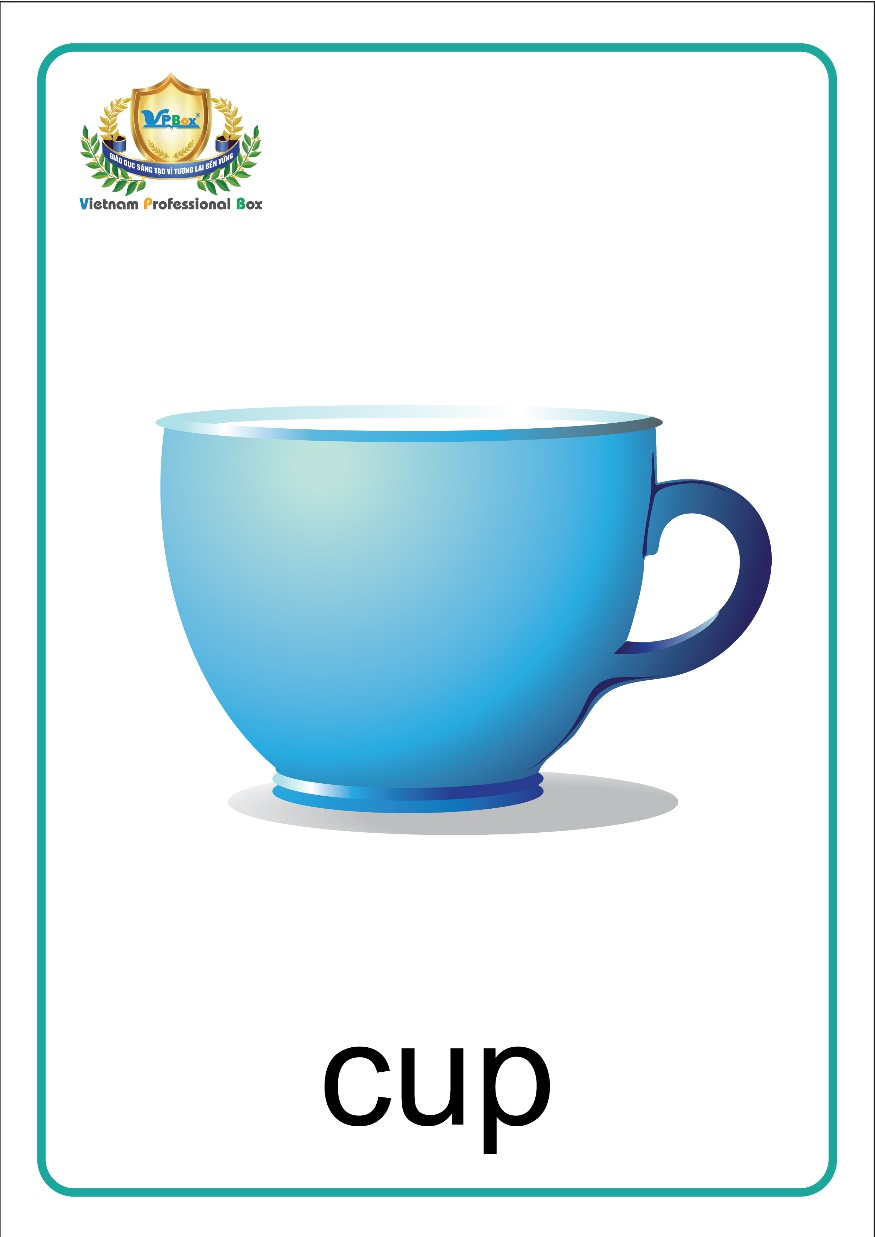 VPBox
GIÁO DỤC SÁNG TẠO VÌ TƯƠNG LAI BỀN VỮNG
Vietnam Professional Box
cup